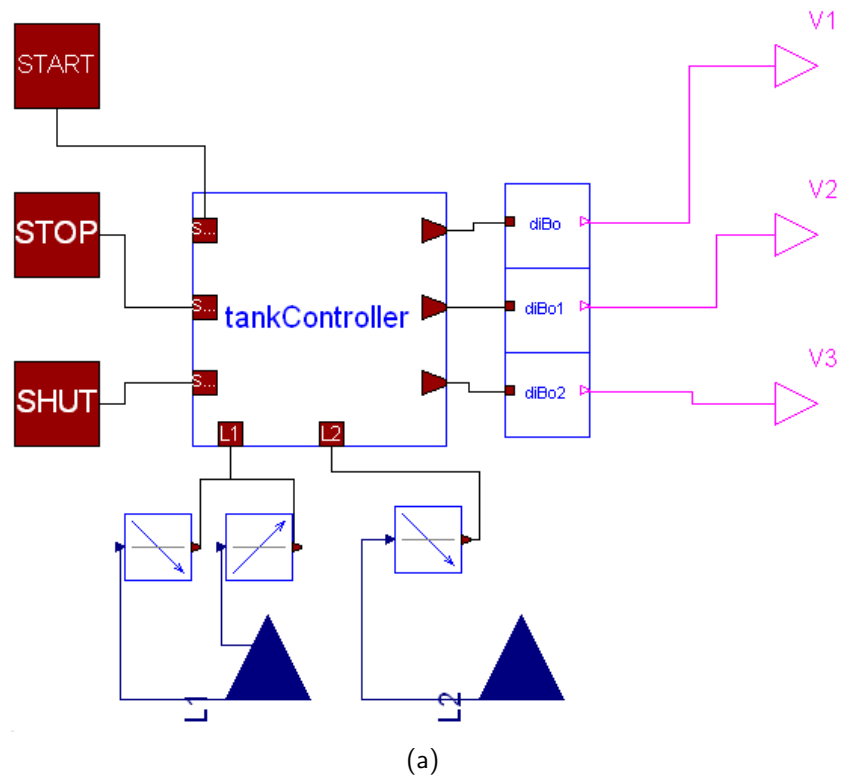 V1
START
V2
STOP
S...
diBo
S...
tankController
diBo1
V3
SHUT
S...
diBo2
L1
L2
L1
L2
(a)